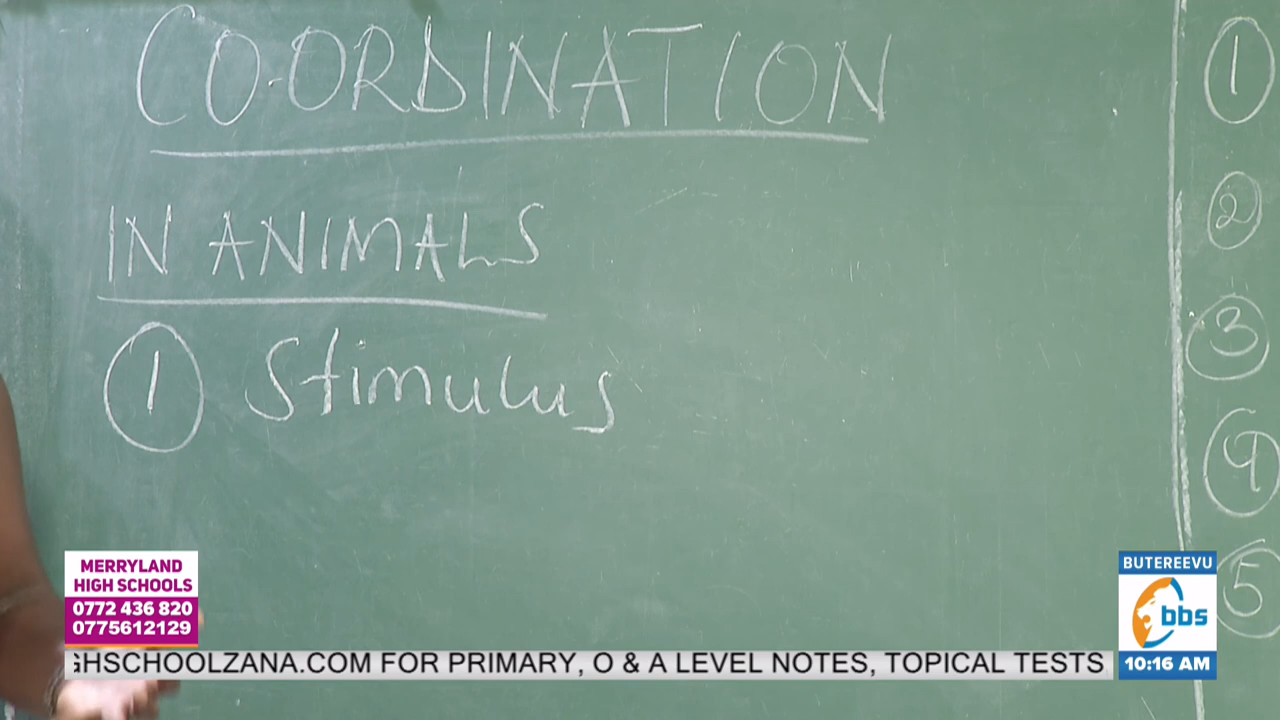 CO-ORDINATION
IN ANIMALS
① Stimulus
①
②
③
④
⑤
MERRYLAND
HIGH SCHOOLS
0772 436 820
0775612129
BUTEREEVU
bbs
10:16 AM
GHSCHOOLZANA.COM FOR PRIMARY, O & A LEVEL NOTES, TOPICAL TESTS